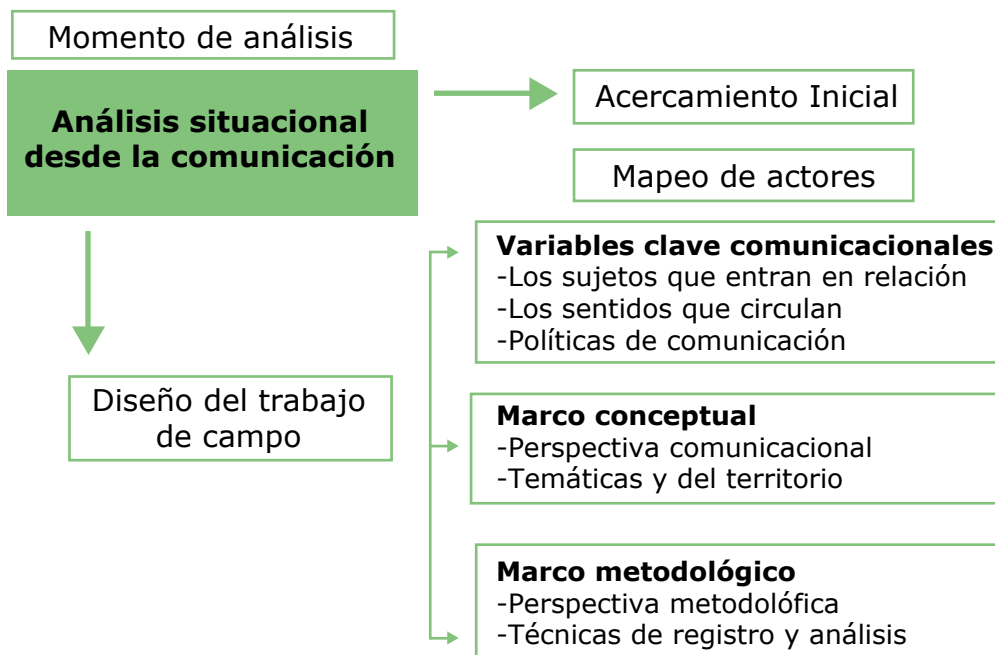 Momento de análisis
Análisis situacional
desde la comunicación
Acercamiento Inicial
Mapeo de actores
Diseño del trabajo
de campo
Variables clave comunicacionales
-Los sujetos que entran en relación
-Los sentidos que circulan
-Políticas de comunicación
Marco conceptual
-Perspectiva comunicacional
-Temáticas y del territorio
Marco metodológico
-Perspectiva metodolófica
-Técnicas de registro y análisis